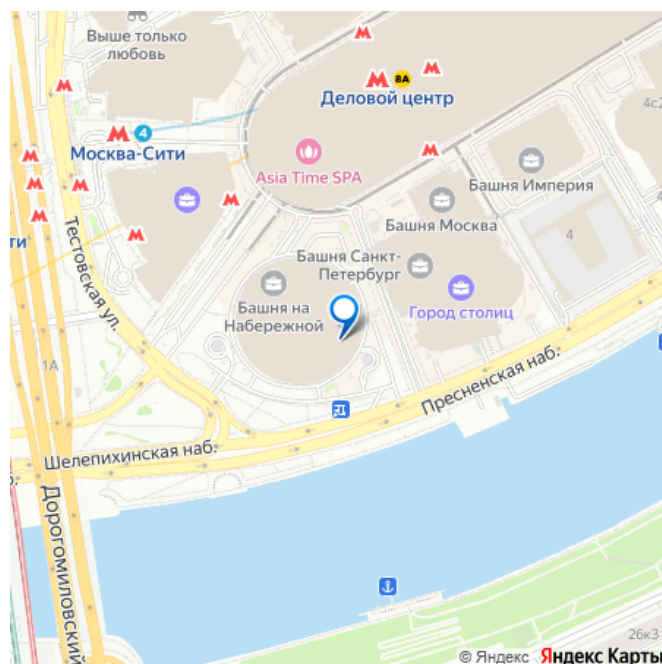 Выше только
любовь
8А
Деловой центр
4с2
4
Москва-Сити
Asia Time SPA
Башня Империя
Башня Москва
4
Тестовская ул.
ти
Башня Санкт-
Петербург
Башня на
Набережной
Город столиц
1А
Пресненская наб.
Шелепихинская наб.
р.
Дорогомиловский
26к3
© Яндекс Яндекс Карты